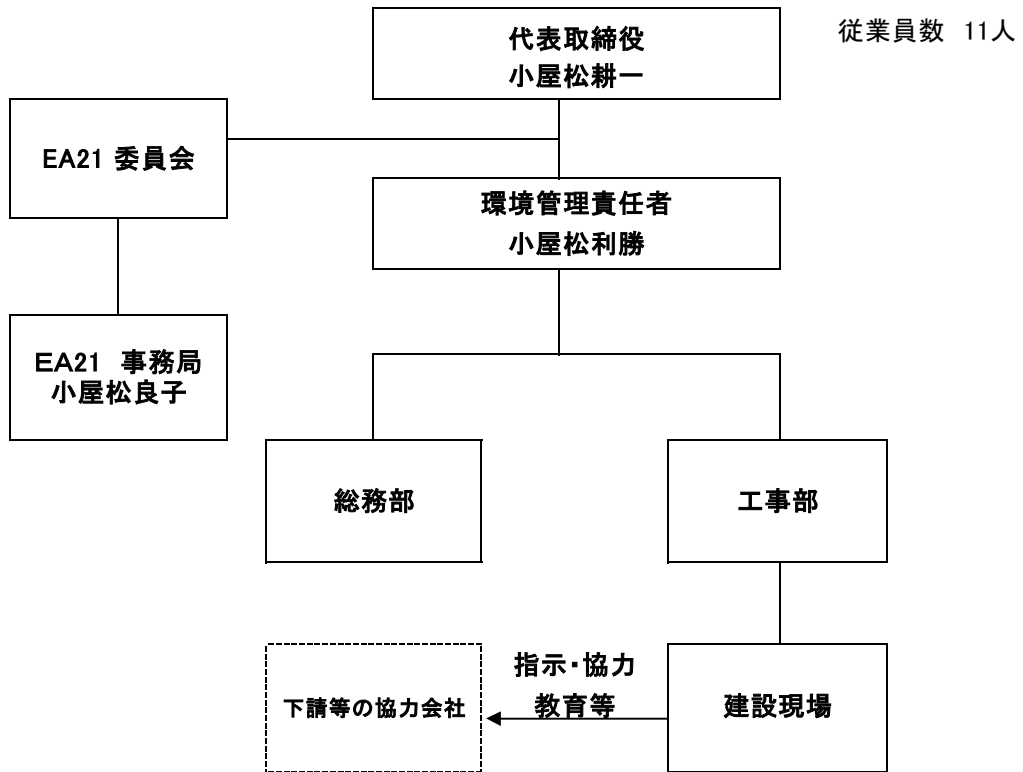 代表取締役
小屋松耕一
従業員数　11人
EA21 委員会
環境管理責任者
小屋松利勝
EA21　事務局
小屋松良子
総務部
工事部
下請等の協力会社
指示・協力
教育等
建設現場